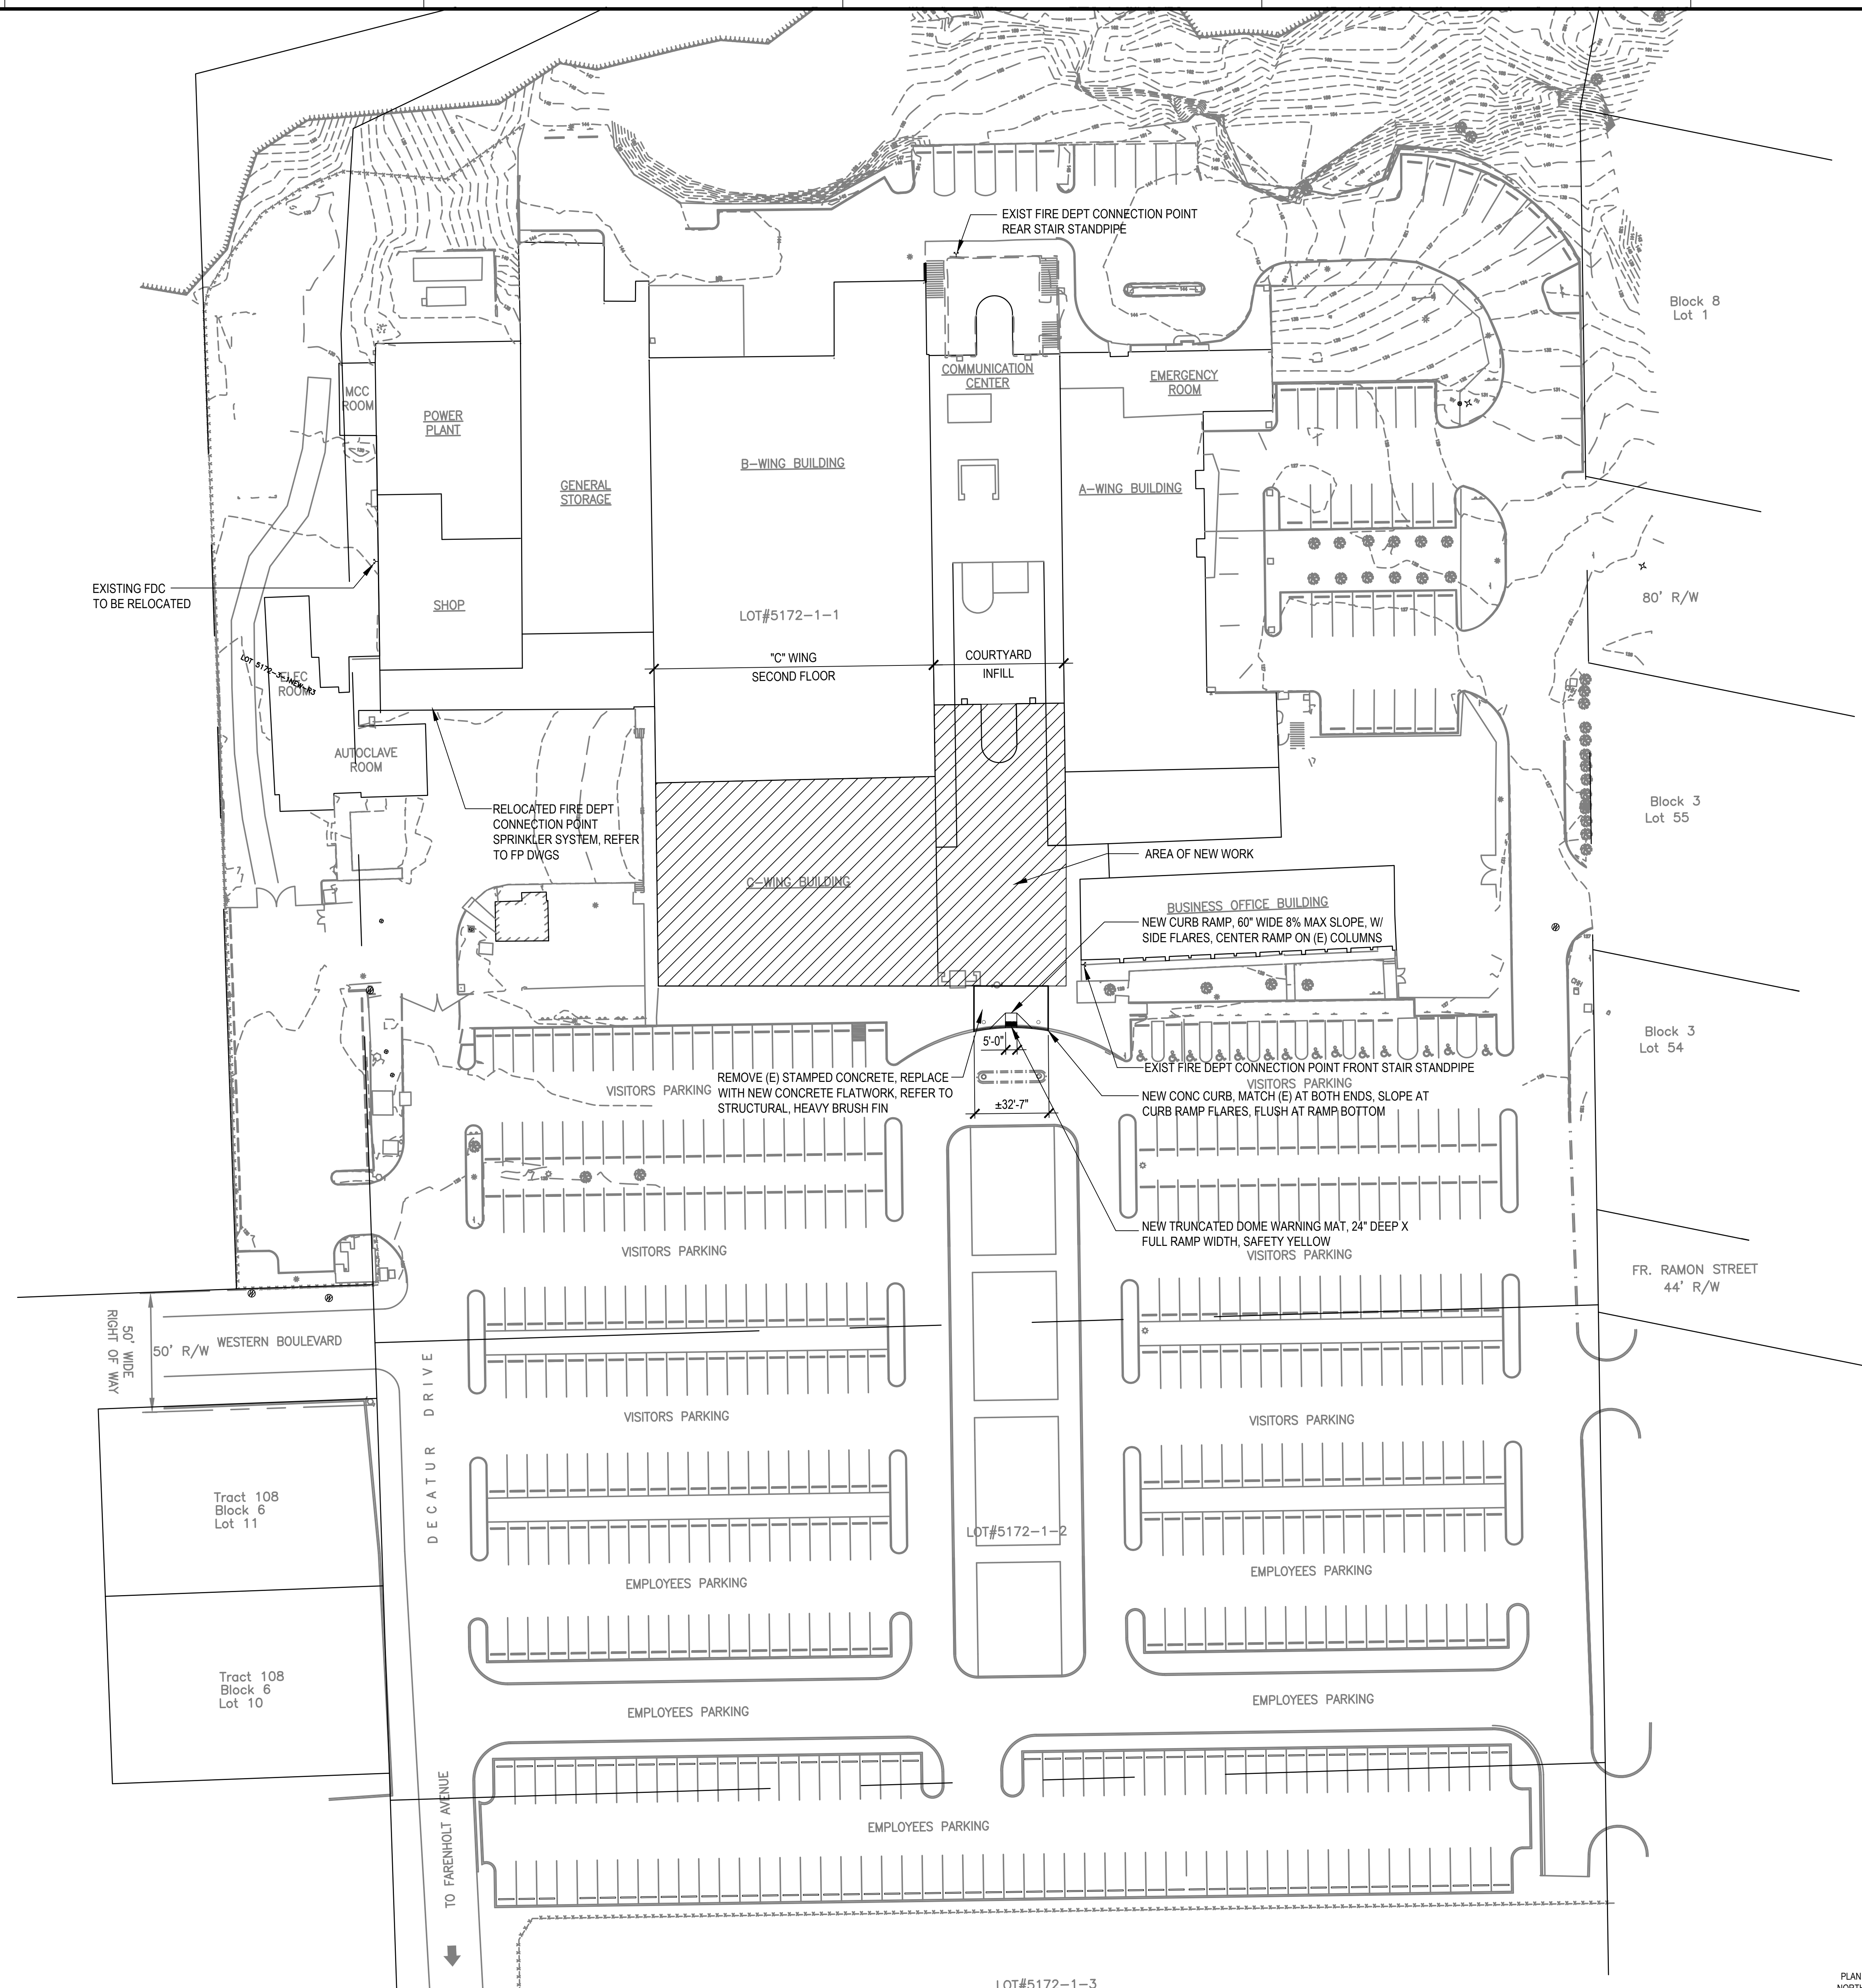 EXIST FIRE DEPT CONNECTION POINT
REAR STAIR STANDPIPE
Block 8
Lot 1
COMMUNICATION
CENTER
EMERGENCY
ROOM
MCC
ROOM
POWER
PLANT
B-WING BUILDING
GENERAL
STORAGE
A-WING BUILDING
EXISTING FDC
TO BE RELOCATED
SHOP
80' R/W
LOT#5172-1-1
"C" WING
SECOND FLOOR
COURTYARD
INFILL
ELEC
ROOM
AUTOCLAVE
ROOM
RELOCATED FIRE DEPT
CONNECTION POINT
SPRINKLER SYSTEM, REFER
TO FP DWGS
Block 3
Lot 55
AREA OF NEW WORK
C-WING BUILDING
BUSINESS OFFICE BUILDING
NEW CURB RAMP, 60" WIDE 8% MAX SLOPE, W/
SIDE FLARES, CENTER RAMP ON (E) COLUMNS
Block 3
Lot 54
5'-0"
EXIST FIRE DEPT CONNECTION POINT FRONT STAIR STANDPIPE
VISITORS PARKING
VISITORS PARKING
REMOVE (E) STAMPED CONCRETE, REPLACE
WITH NEW CONCRETE FLATWORK, REFER TO
STRUCTURAL, HEAVY BRUSH FIN
±32'-7"
NEW CONC CURB, MATCH (E) AT BOTH ENDS, SLOPE AT
CURB RAMP FLARES, FLUSH AT RAMP BOTTOM
NEW TRUNCATED DOME WARNING MAT, 24" DEEP X
FULL RAMP WIDTH, SAFETY YELLOW
VISITORS PARKING
VISITORS PARKING
FR. RAMON STREET
44' R/W
50' WIDE
RIGHT OF WAY
50' R/W
WESTERN BOULEVARD
DECATUR DRIVE
VISITORS PARKING
VISITORS PARKING
Tract 108
Block 6
Lot 11
LOT#5172-1-2
EMPLOYEES PARKING
EMPLOYEES PARKING
Tract 108
Block 6
Lot 10
EMPLOYEES PARKING
EMPLOYEES PARKING
TO FARENHOLT AVENUE
EMPLOYEES PARKING
LOT#5172-1-3
PLAN